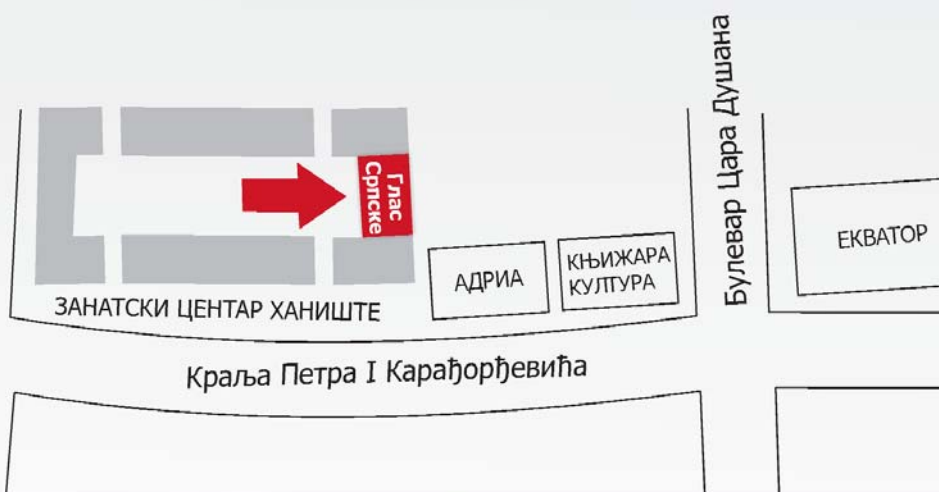 Булевар Цара Душана
Глас
Српске
ЕКВАТОР
КЊИЖАРА
КУЛТУРА
АДРИА
ЗАНАТСКИ ЦЕНТАР ХАНИШТЕ
Краља Петра I Карађорђевића